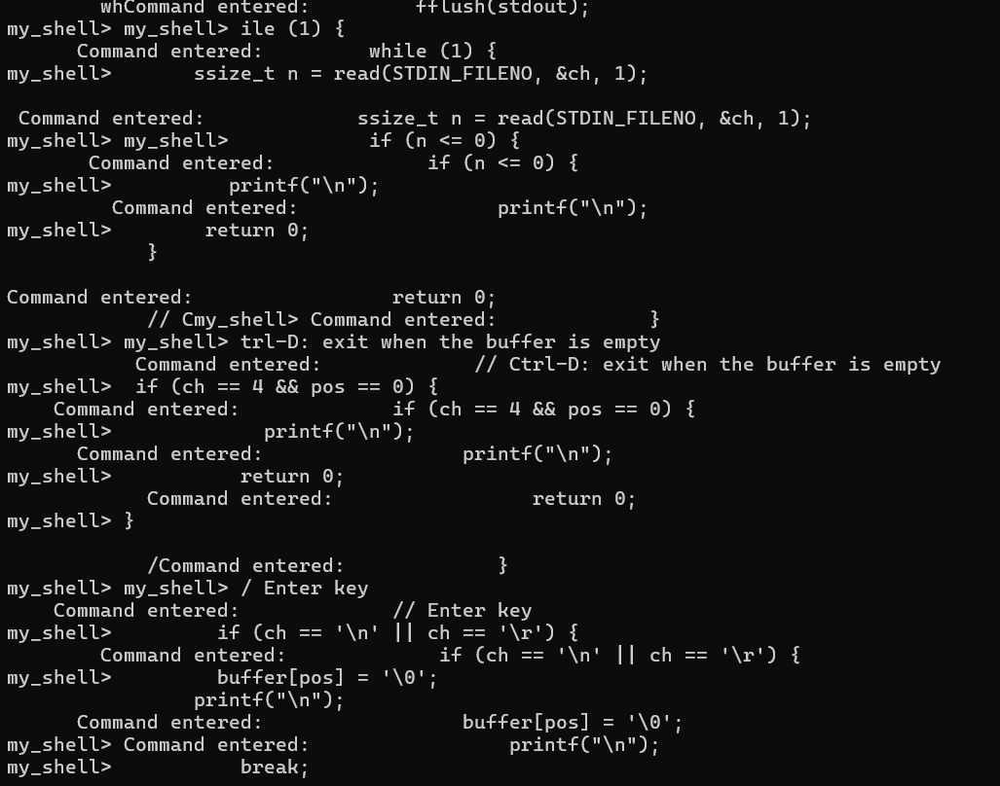 whCommand entered:         fflush(stdout);
my_shell> my_shell> ile (1) {
      Command entered:         while (1) {
my_shell>       ssize_t n = read(STDIN_FILENO, &ch, 1);
 Command entered:             ssize_t n = read(STDIN_FILENO, &ch, 1);
my_shell> my_shell>            if (n <= 0) {
       Command entered:             if (n <= 0) {
my_shell>          printf("\n");
         Command entered:                 printf("\n");
my_shell>        return 0;
            }
Command entered:                 return 0;
            // Cmy_shell> Command entered:             }
my_shell> my_shell> trl-D: exit when the buffer is empty
           Command entered:             // Ctrl-D: exit when the buffer is empty
my_shell>  if (ch == 4 && pos == 0) {
    Command entered:             if (ch == 4 && pos == 0) {
my_shell>             printf("\n");
      Command entered:                 printf("\n");
my_shell>           return 0;
            Command entered:                 return 0;
my_shell> }
            /Command entered:             }
my_shell> my_shell> / Enter key
    Command entered:             // Enter key
my_shell>         if (ch == '\n' || ch == '\r') {
        Command entered:             if (ch == '\n' || ch == '\r') {
my_shell>         buffer[pos] = '\0';
                printf("\n");
      Command entered:                 buffer[pos] = '\0';
my_shell> Command entered:                 printf("\n");
my_shell>           break;